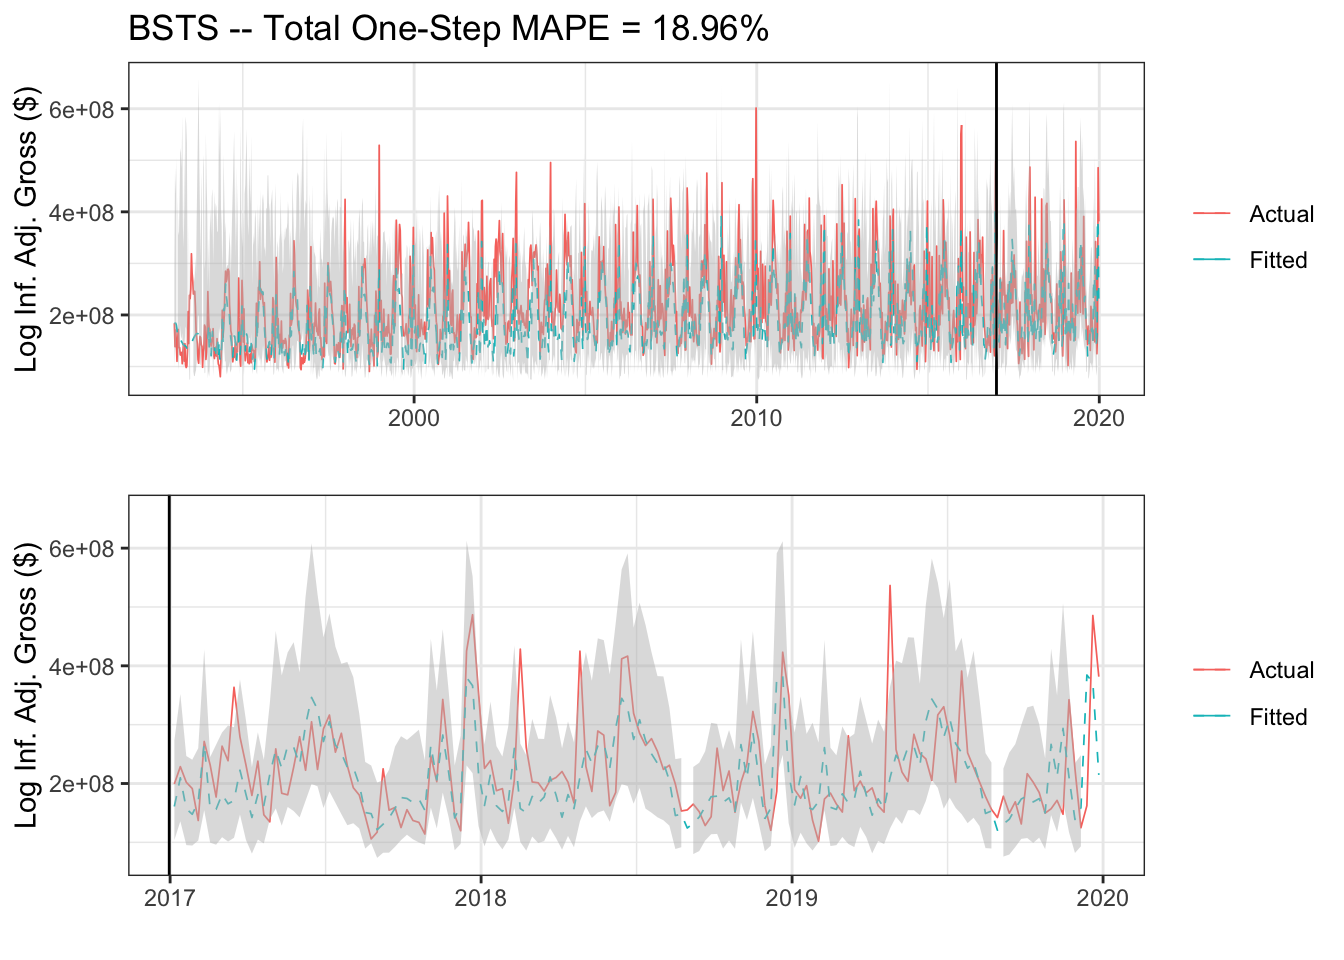 BSTS -- Total One-Step MAPE = 18.96%
Log Inf. Adj. Gross ($)
6e+08
4e+08
2e+08
2000
2010
2020
Actual
Fitted
Log Inf. Adj. Gross ($)
6e+08
4e+08
2e+08
2017
2018
2019
2020
Actual
Fitted